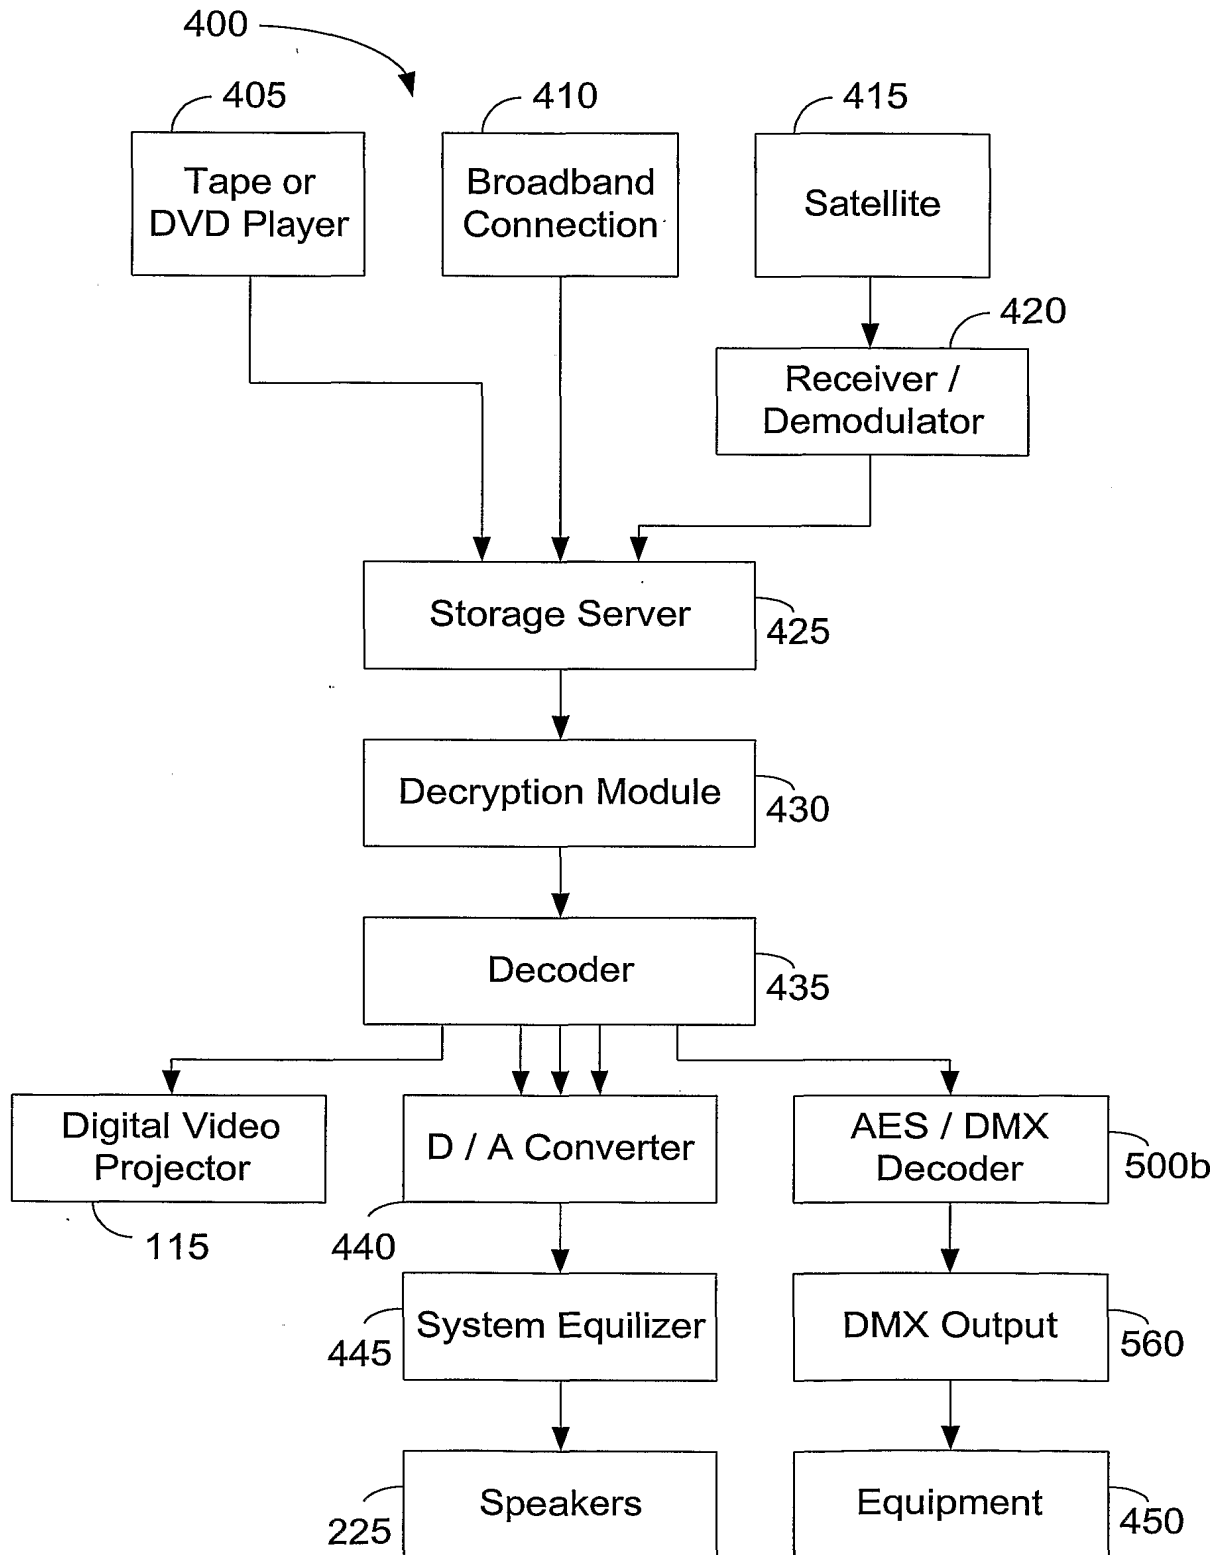 400
405
410
415
Tape or
DVD Player
Broadband
Connection
Satellite
420
Receiver /
Demodulator
Storage Server
425
Decryption Module
430
Decoder
435
Digital Video
Projector
D / A Converter
AES / DMX
Decoder
500b
115
440
System Equilizer
445
DMX Output
560
Speakers
225
Equipment
450